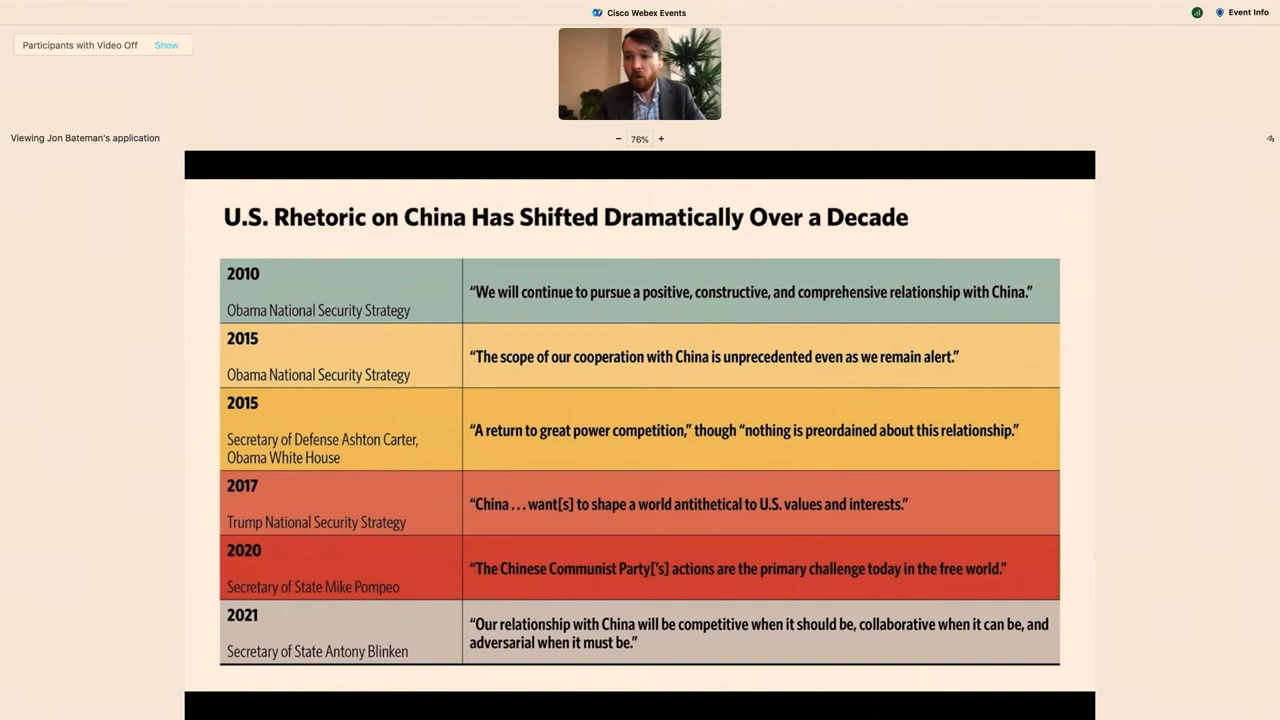 Cisco Webex Events
Event Info
Participants with Video Off Show
Viewing Jon Bateman's application
− 76% +
U.S. Rhetoric on China Has Shifted Dramatically Over a Decade
2010
Obama National Security Strategy
“We will continue to pursue a positive, constructive, and comprehensive relationship with China.”
2015
Obama National Security Strategy
“The scope of our cooperation with China is unprecedented even as we remain alert.”
2015
Secretary of Defense Ashton Carter,
Obama White House
“A return to great power competition,” though “nothing is preordained about this relationship.”
2017
Trump National Security Strategy
“China . . . want[s] to shape a world antithetical to U.S. values and interests.”
2020
Secretary of State Mike Pompeo
“The Chinese Communist Party[’s] actions are the primary challenge today in the free world.”
2021
Secretary of State Antony Blinken
“Our relationship with China will be competitive when it should be, collaborative when it can be, and
adversarial when it must be.”